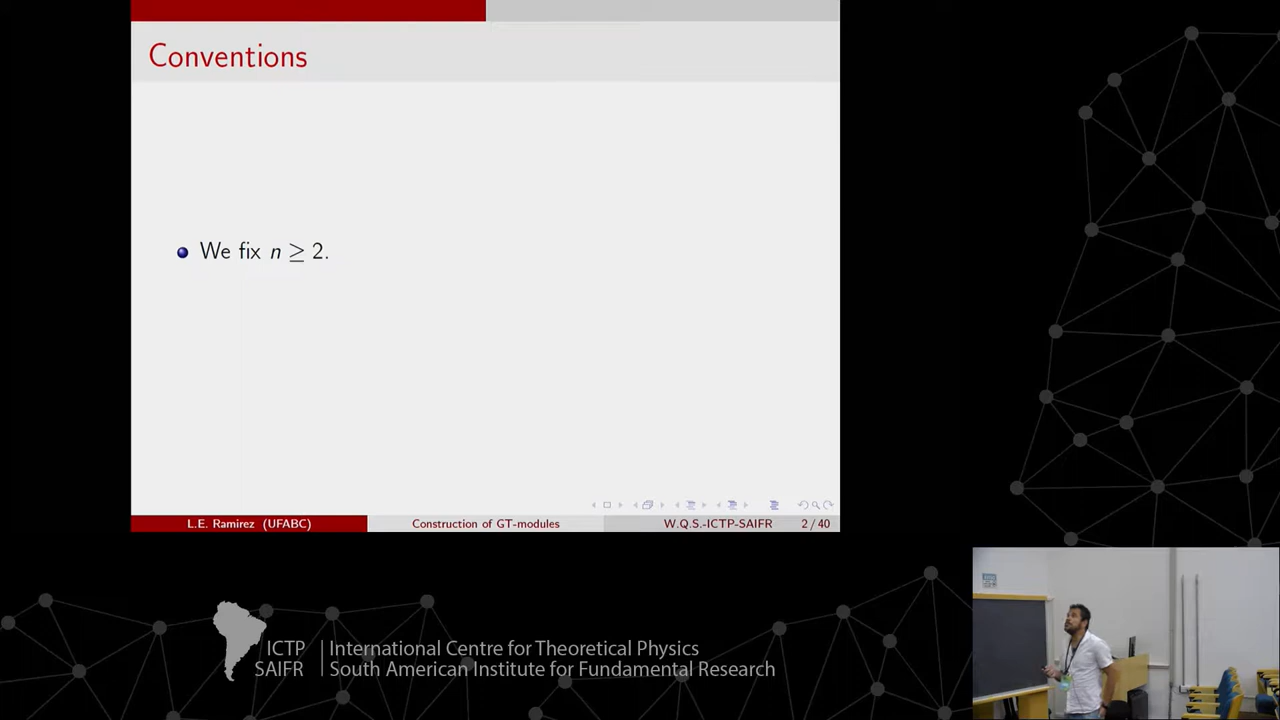 Conventions
We fix n ≥ 2.
L.E. Ramirez (UFABC)
Construction of GT-modules
W.Q.S.-ICTP-SAIFR
2 / 40
ICTP
SAIFR
International Centre for Theoretical Physics
South American Institute for Fundamental Research